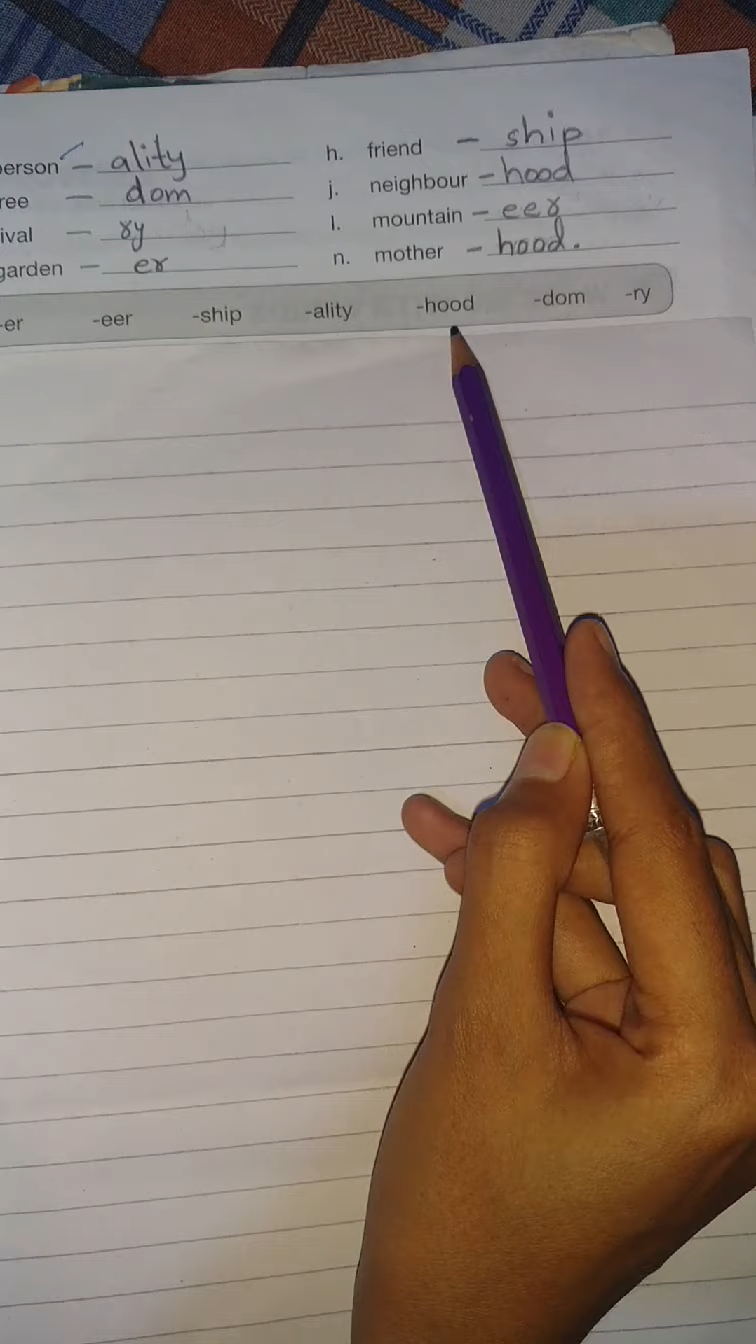 person - ality h. friend - ship
ree - dom j. neighbour - hood
ival - ry l. mountain - eer
garden - er n. mother - hood.
-er -eer -ship -ality -hood -dom -ry